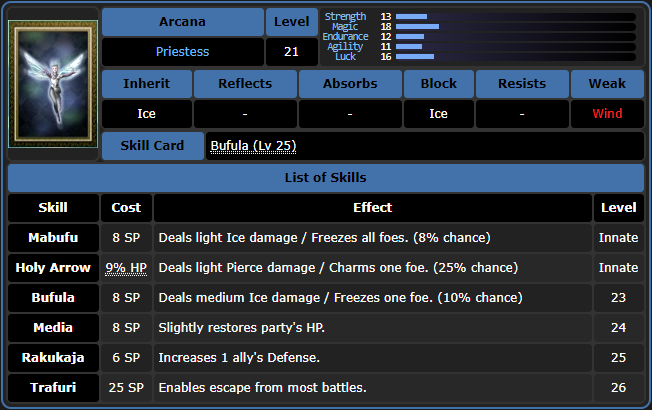 Arcana Level
Priestess 21
Strength 13
Magic 18
Endurance 12
Agility 11
Luck 16
Inherit Reflects Absorbs Block Resists Weak
Ice - - Ice - Wind
Skill Card Bufula (Lv 25)
List of Skills
Skill Cost Effect Level
Mabufu 8 SP Deals light Ice damage / Freezes all foes. (8% chance) Innate
Holy Arrow 9% HP Deals light Pierce damage / Charms one foe. (25% chance) Innate
Bufula 8 SP Deals medium Ice damage / Freezes one foe. (10% chance) 23
Media 8 SP Slightly restores party's HP. 24
Rakukaja 6 SP Increases 1 ally's Defense. 25
Trafuri 25 SP Enables escape from most battles. 26